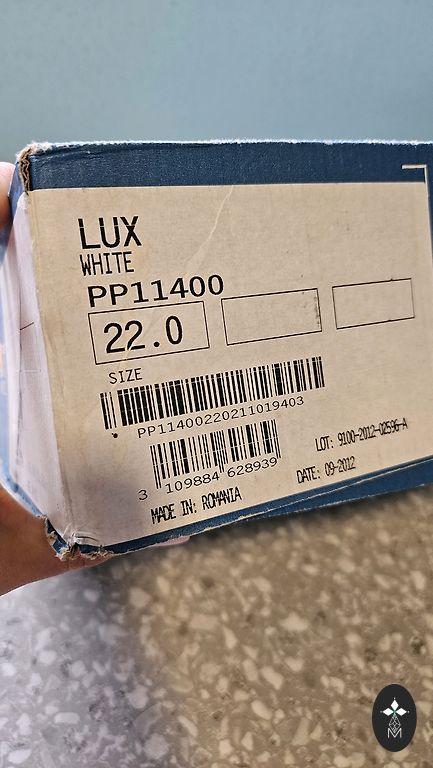 LUX
WHITE
PP11400
22.0
SIZE
PP11400220211019403
3 109884 628939
LOT: 9100-2012-02596-A
MADE IN: ROMANIA
DATE: 09-2012
M